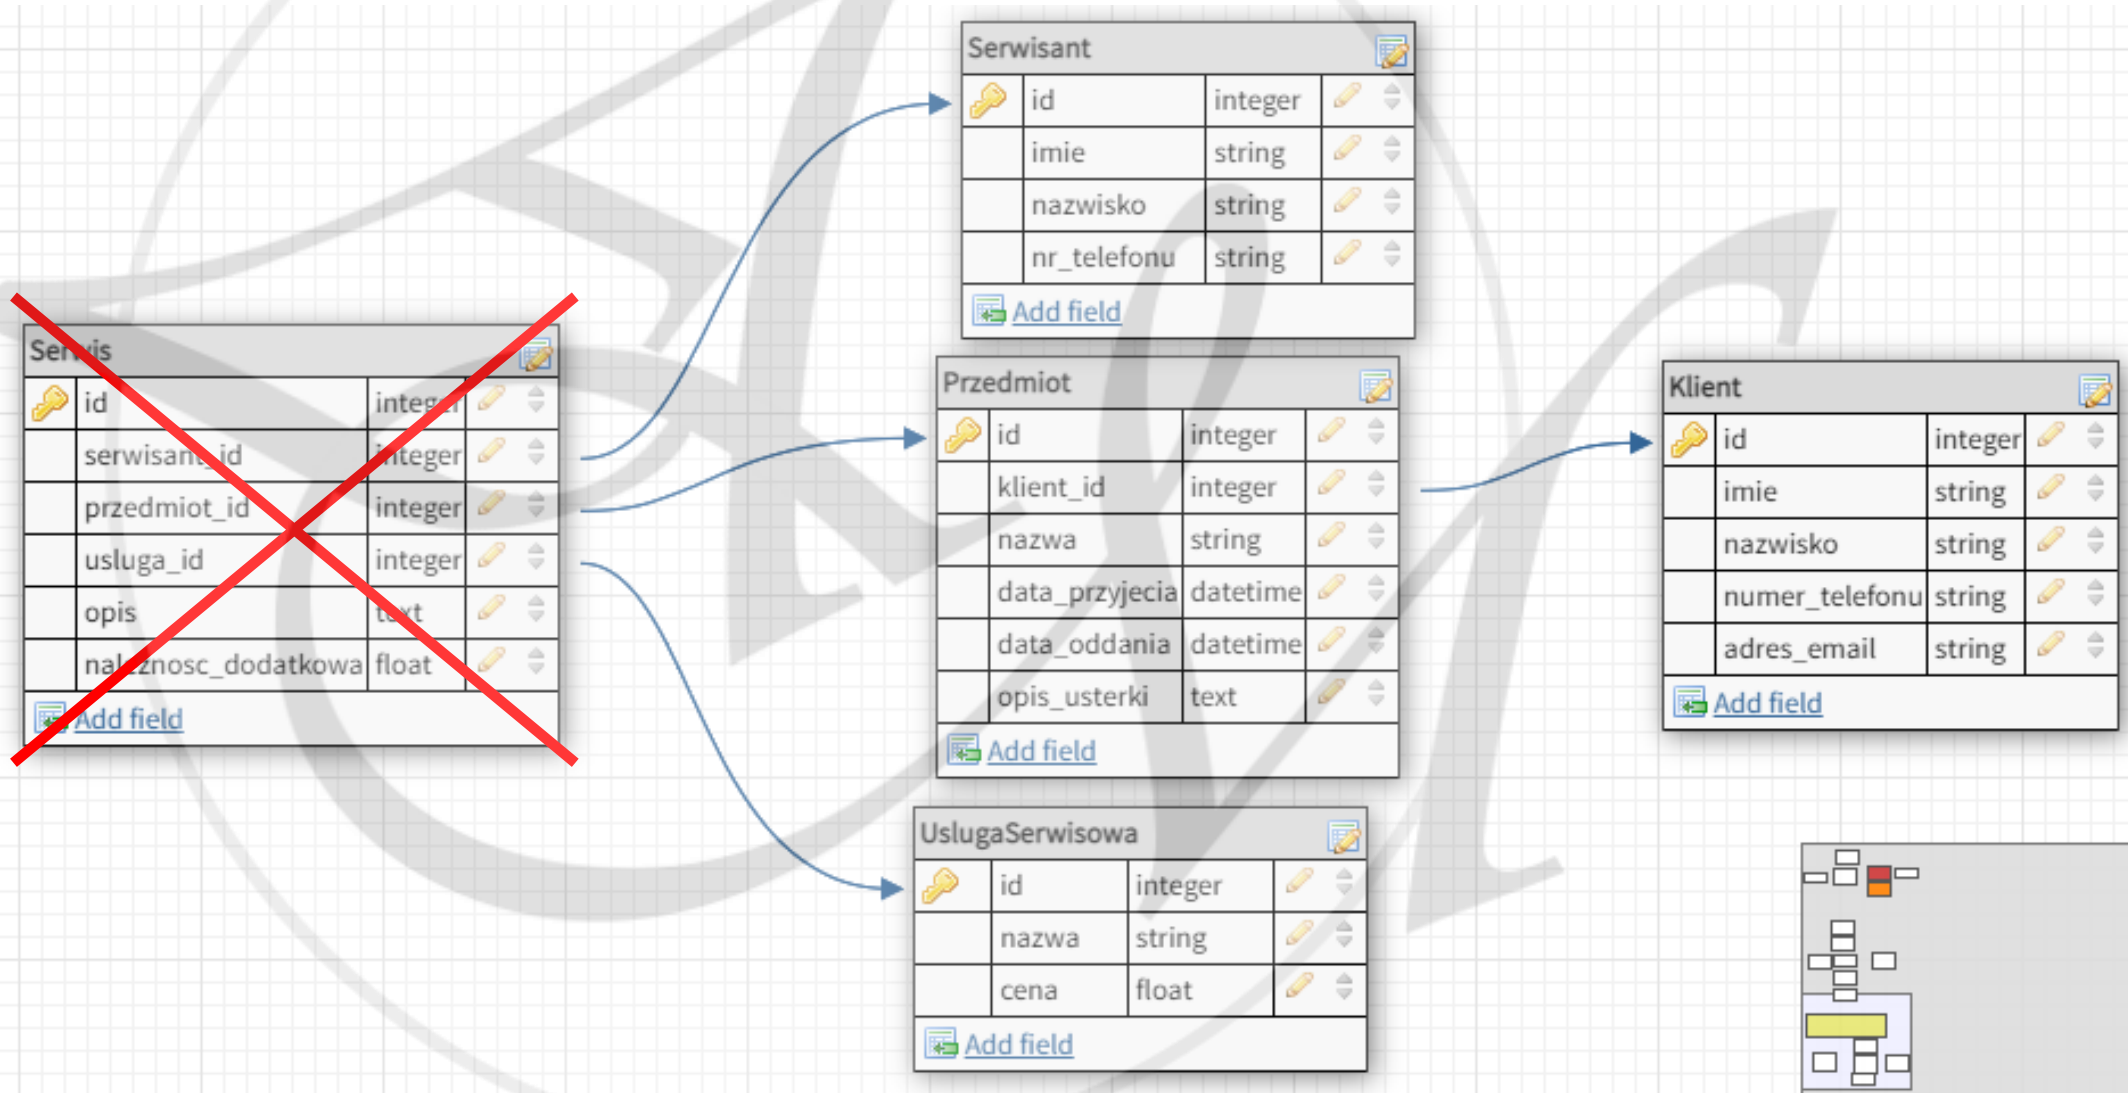 Serwis
id integer
serwisant_id integer
przedmiot_id integer
usluga_id integer
opis text
naleznosc_dodatkowa float
Add field
Serwisant
id integer
imie string
nazwisko string
nr_telefonu string
Add field
Przedmiot
id integer
klient_id integer
nazwa string
data_przyjecia datetime
data_oddania datetime
opis_usterki text
Add field
UslugaSerwisowa
id integer
nazwa string
cena float
Add field
Klient
id integer
imie string
nazwisko string
numer_telefonu string
adres_email string
Add field